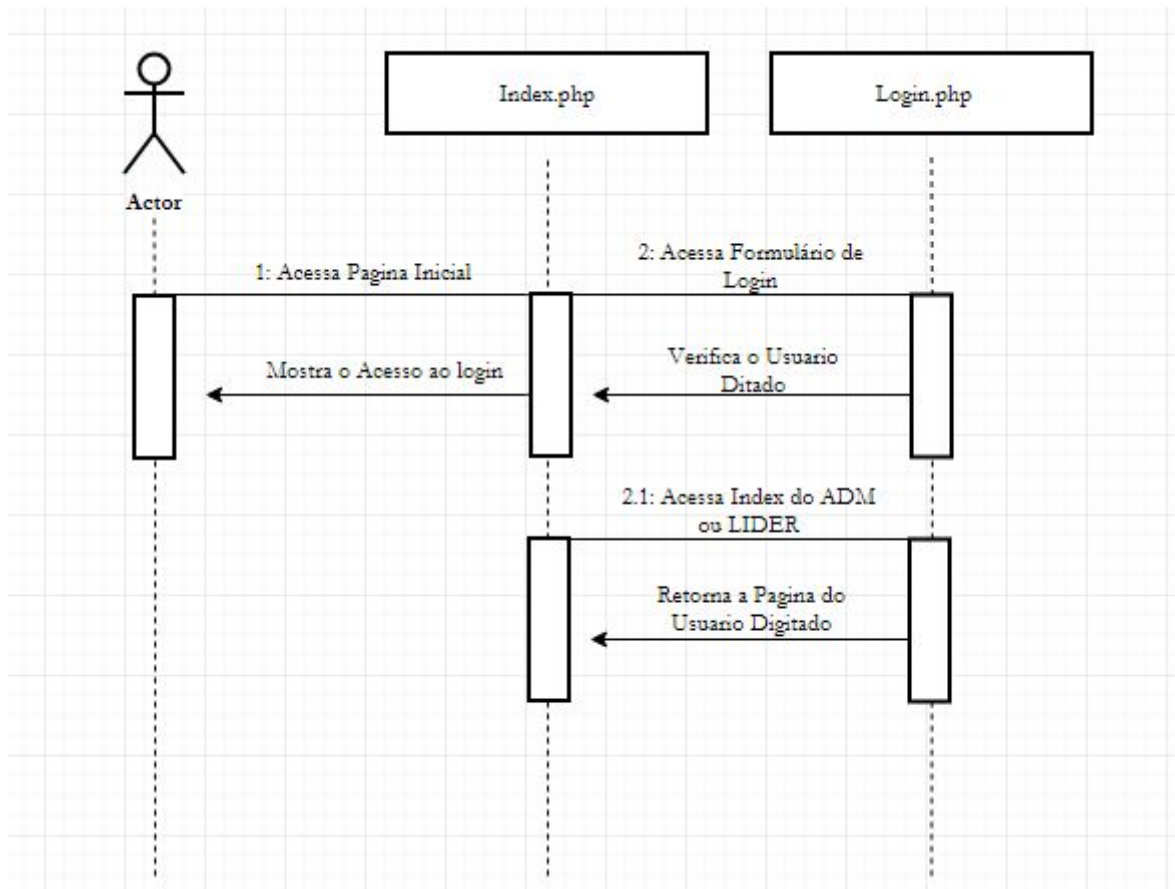 Index.php
Login.php
Actor
1: Acessa Pagina Inicial
2: Acessa Formulário de
Login
Mostra o Acesso ao login
Verifica o Usuario
Ditado
2.1: Acessa Index do ADM
ou LIDER
Retorna a Pagina do
Usuario Digitado